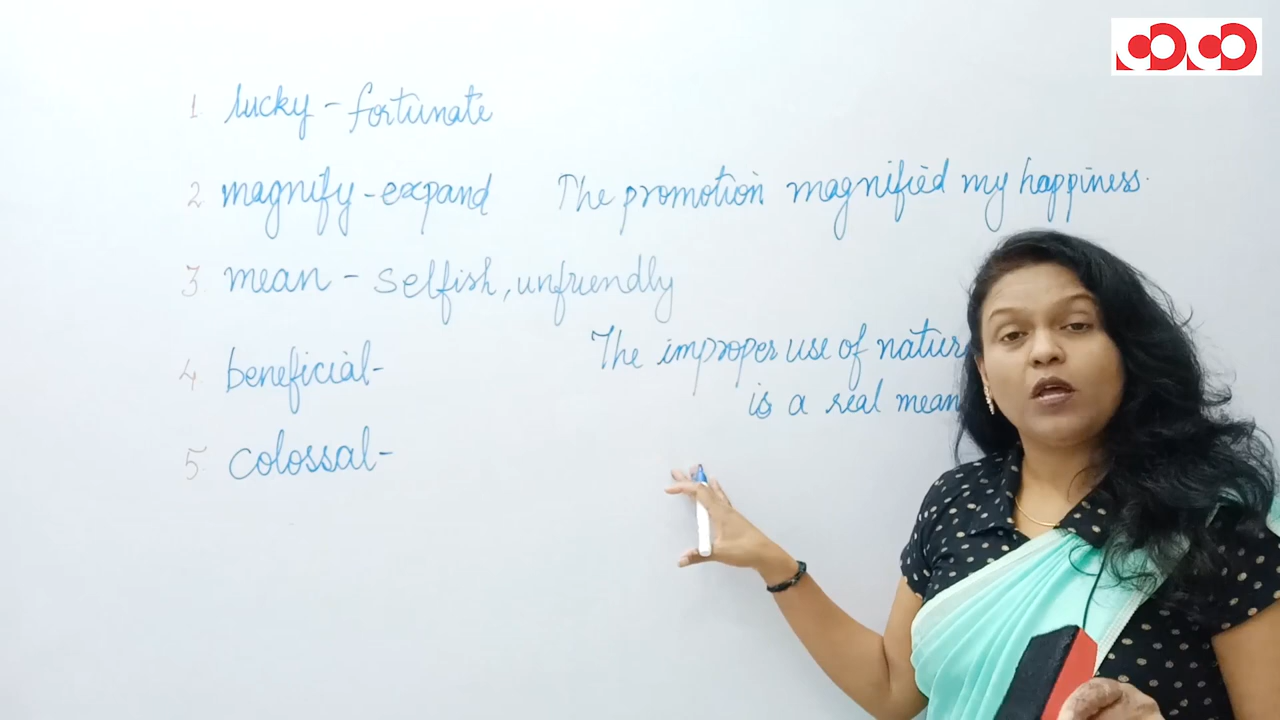 1. lucky - fortunate
2 magnify - expand The promotion magnified my happiness.
3. mean - selfish, unfriendly
The improper use of natur
4. beneficial-
is a real mean
5. colossal-